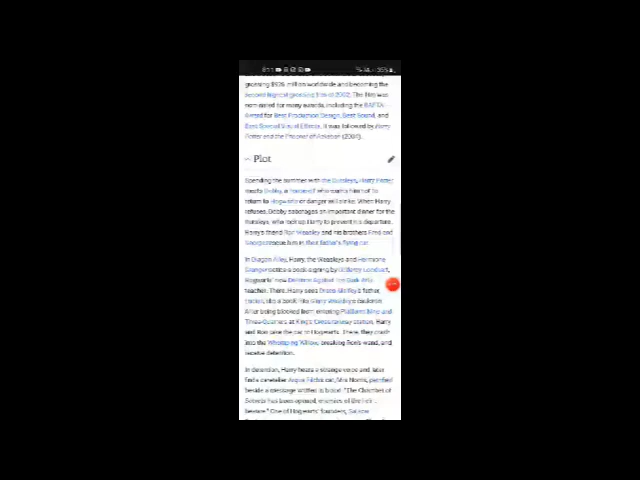 grossing $926 million worldwide and becoming the
second highest grossing film of 2002. The film was
nominated for many awards, including the BAFTA
Award for Best Production Design, Best Sound, and
Best Special Visual Effects. It was followed by Harry
Potter and the Prisoner of Azkaban (2004).
Plot
Spending the summer with the Dursleys, Harry Potter
meets Dobby, a house-elf who warns him
return to Hogwarts or danger will strike. When Harry
refuses, Dobby sabotages an important dinner for the
Dursleys, who lock up Harry to prevent his departure.
Harry's friend Ron Weasley and his brothers Fred and
George rescue him in their father's flying car.
In Diagon Alley, Harry, the Weasleys and Hermione
Granger attend a book-signing by Gilderoy Lockhart,
Hogwarts' new Defence Against the Dark Arts
teacher. There, Harry sees Draco Malfoy's father,
Lucius, slip a book into Ginny Weasley's cauldron.
After being blocked from entering Platform Nine and
Three-Quarters at King's Cross railway station, Harry
and Ron take the car to Hogwarts. There, they crash
into the Whomping Willow, breaking Ron's wand, and
receive detention.
In detention, Harry hears a strange voice and later
finds caretaker Argus Filch's cat, Mrs Norris, petrified
beside a message written in blood: "The Chamber of
Secrets has been opened, enemies of the Heir...
beware." One of Hogwarts' founders, Salazar